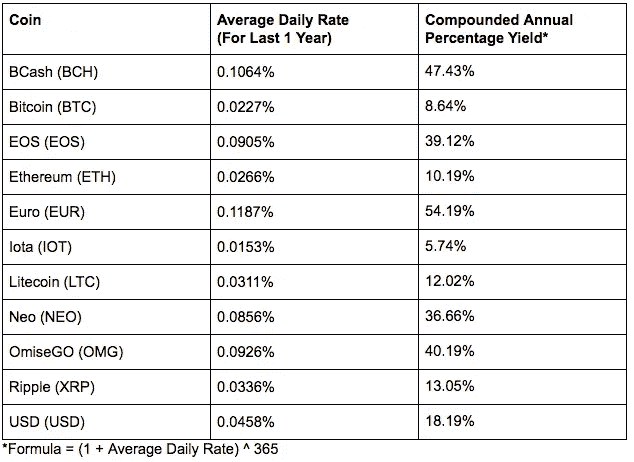 Coin Average Daily Rate (For Last 1 Year) Compounded Annual Percentage Yield*
BCash (BCH) 0.1064% 47.43%
Bitcoin (BTC) 0.0227% 8.64%
EOS (EOS) 0.0905% 39.12%
Ethereum (ETH) 0.0266% 10.19%
Euro (EUR) 0.1187% 54.19%
Iota (IOT) 0.0153% 5.74%
Litecoin (LTC) 0.0311% 12.02%
Neo (NEO) 0.0856% 36.66%
OmiseGO (OMG) 0.0926% 40.19%
Ripple (XRP) 0.0336% 13.05%
USD (USD) 0.0458% 18.19%
*Formula = (1 + Average Daily Rate) ^ 365